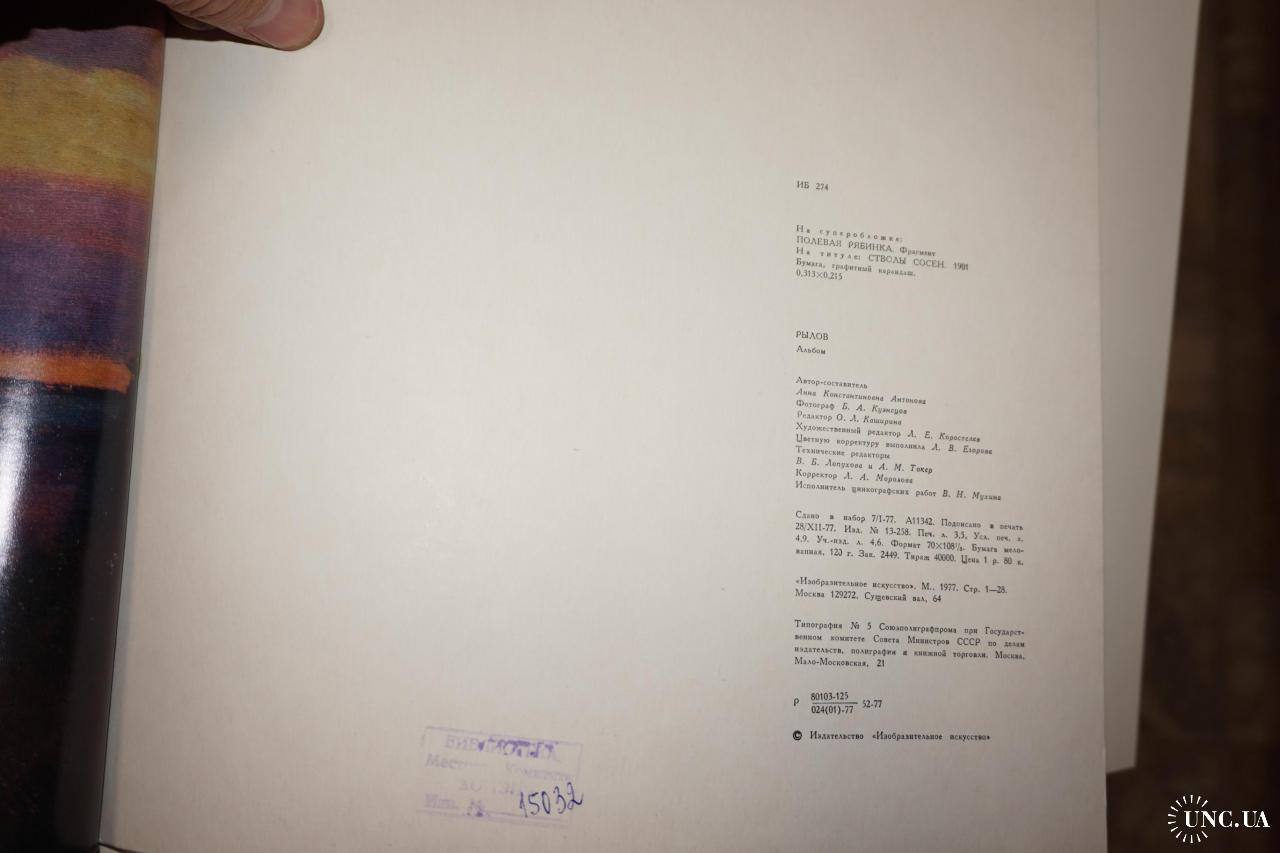 ИБ 274
На суперобложке:
ПОЛЕВАЯ РЯБИНКА. Фрагмент
На титуле: СТВОЛЫ СОСЕН. 1901
Бумага, графитный карандаш.
0,313×0,215
РЫЛОВ
Альбом
Автор-составитель
Анна Константиновна Антонова
Фотограф Б. А. Кузнецов
Редактор О. Л. Каширина
Художественный редактор Л. Е. Коростелев
Цветную корректуру выполнила Л. В. Егорова
Технические редакторы
В. Б. Лопухова и А. М. Токер
Корректор Л. А. Морозова
Исполнитель цинкографских работ В. Н. Мухина
Сдано в набор 7/I-77. А11342. Подписано в печать
28/XII-77. Изд. № 13-258. Печ. л. 3,5. Усл. печ. л.
4,9. Уч.-изд. л. 4,6. Формат 70×108¹/₈. Бумага мело-
ванная, 120 г. Зак. 2449. Тираж 40000. Цена 1 р. 80 к.
«Изобразительное искусство». М., 1977. Стр. 1—28.
Москва 129272, Сущевский вал, 64
Типография № 5 Союзполиграфпрома при Государст-
венном комитете Совета Министров СССР по делам
издательств, полиграфии и книжной торговли. Москва,
Мало-Московская, 21
Р 80103-125
024(01)-77 52-77
© Издательство «Изобразительное искусство»
БИБЛИОТЕКА
Инв. № 15032
UNC.UA